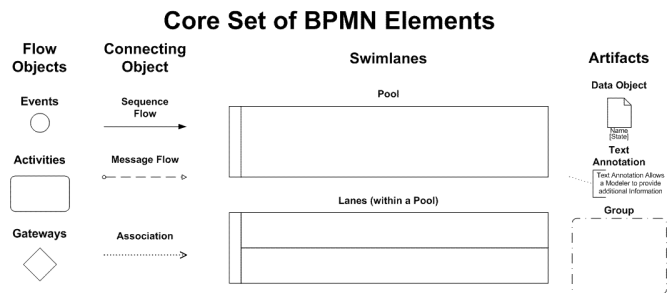 Core Set of BPMN Elements
Flow
Objects
Events
Activities
Gateways
Connecting
Object
Sequence
Flow
Message Flow
Association
Swimlanes
Pool
Lanes (within a Pool)
Artifacts
Data Object
Name
[State]
Text
Annotation
Text Annotation Allows
a Modeler to provide
additional Information
Group